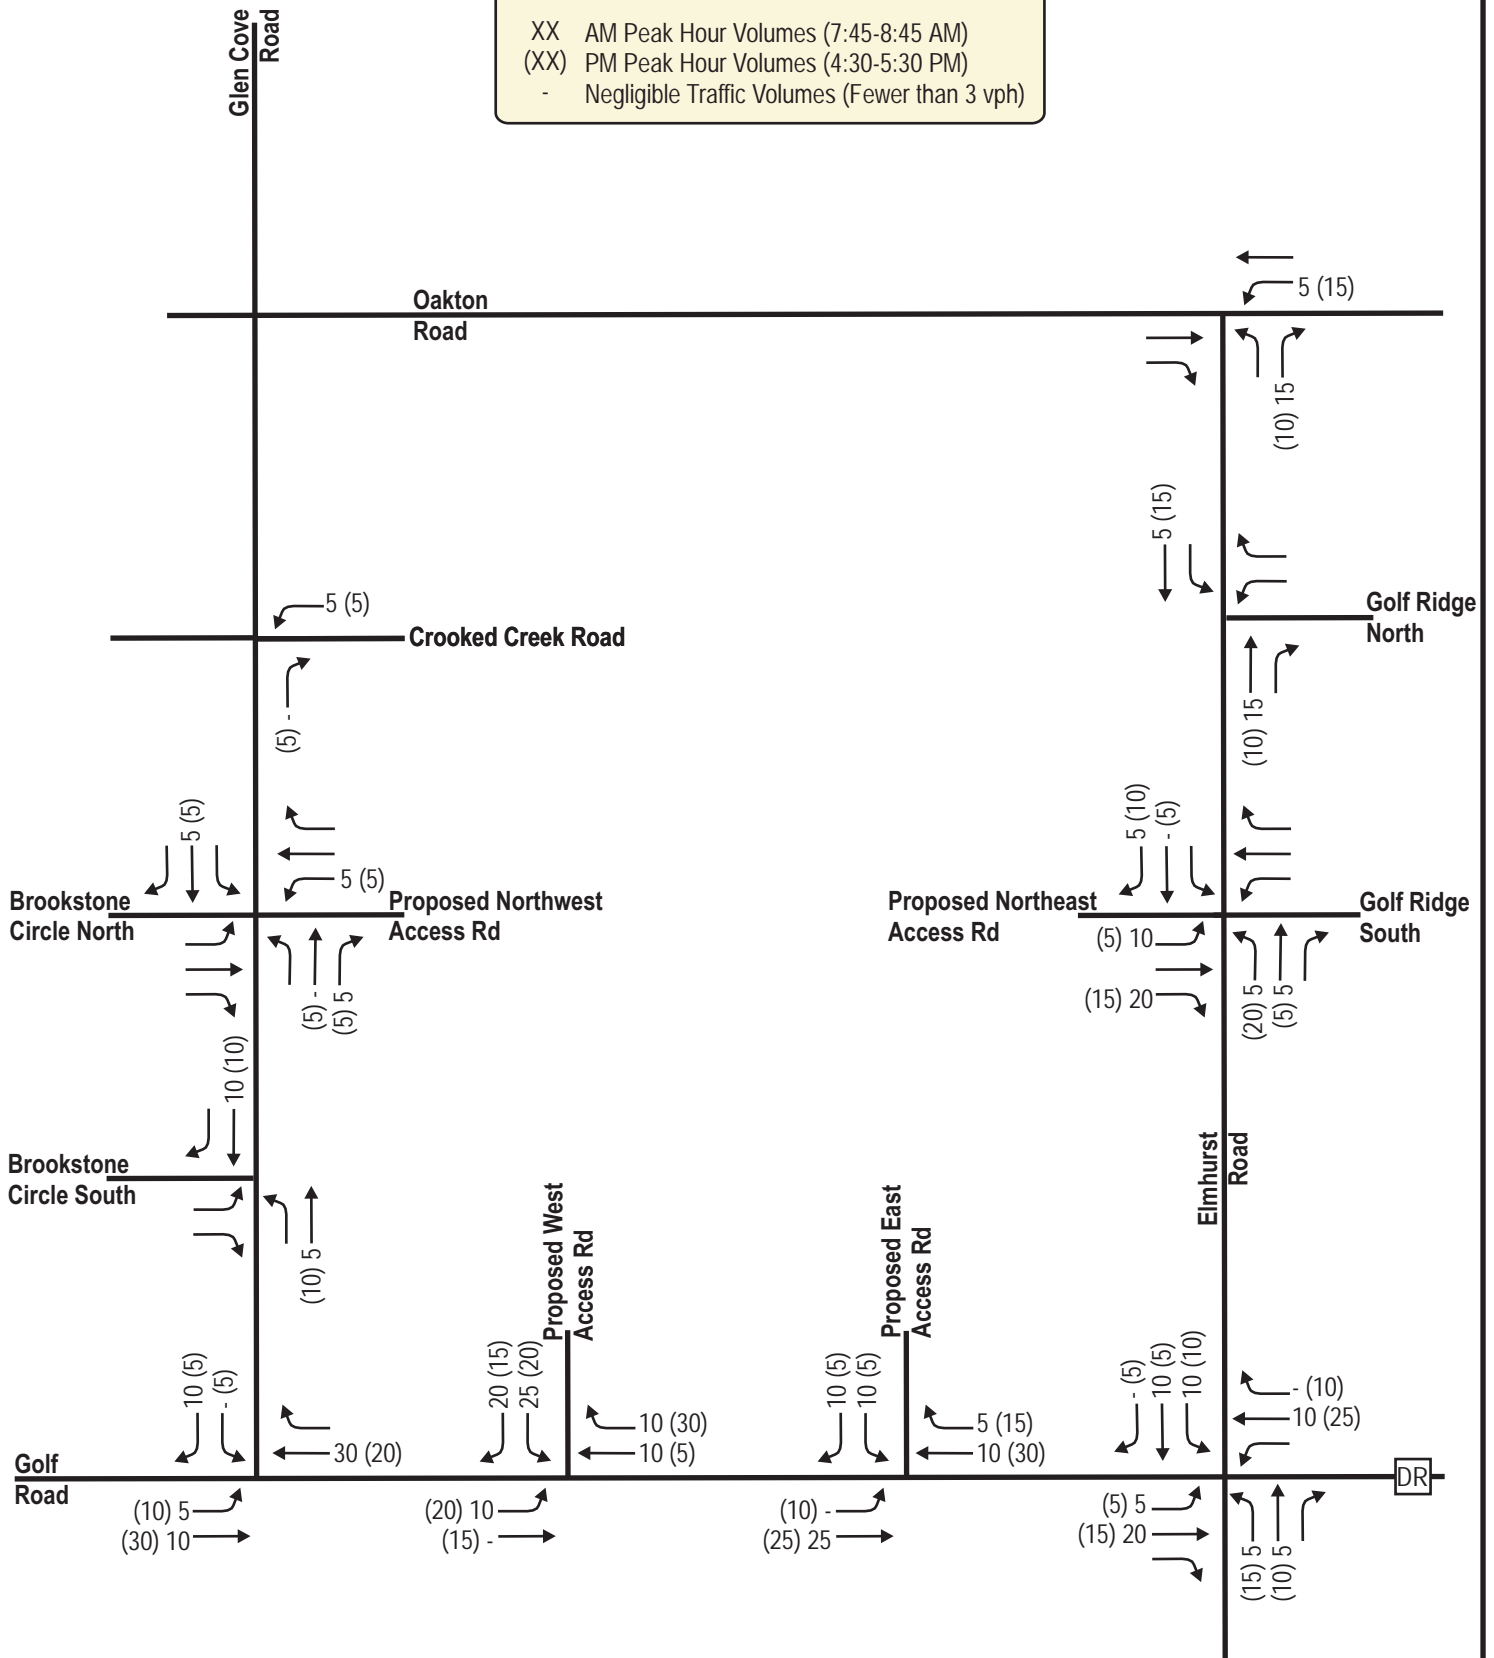 XX AM Peak Hour Volumes (7:45-8:45 AM)
(XX) PM Peak Hour Volumes (4:30-5:30 PM)
- Negligible Traffic Volumes (Fewer than 3 vph)
Glen Cove
Road
Oakton
Road
5 (15)
(10) 15
5 (15)
Golf Ridge
North
(10) 15
5 (5)
Crooked Creek Road
(5) -
5 (5)
5 (5)
Brookstone
Circle North
Proposed Northwest
Access Rd
(5) -
(5) 5
5 (10)
- (5)
Proposed Northeast
Access Rd
Golf Ridge
South
(5) 10
(15) 20
(20) 5
(5) 5
10 (10)
Brookstone
Circle South
(10) 5
Elmhurst
Road
Proposed West
Access Rd
Proposed East
Access Rd
10 (5)
- (5)
30 (20)
20 (15)
25 (20)
10 (30)
10 (5)
10 (5)
10 (5)
5 (15)
10 (30)
- (5)
10 (5)
10 (10)
- (10)
10 (25)
Golf
Road
DR
(10) 5
(30) 10
(20) 10
(15) -
(10) -
(25) 25
(5) 5
(15) 20
(15) 5
(10) 5